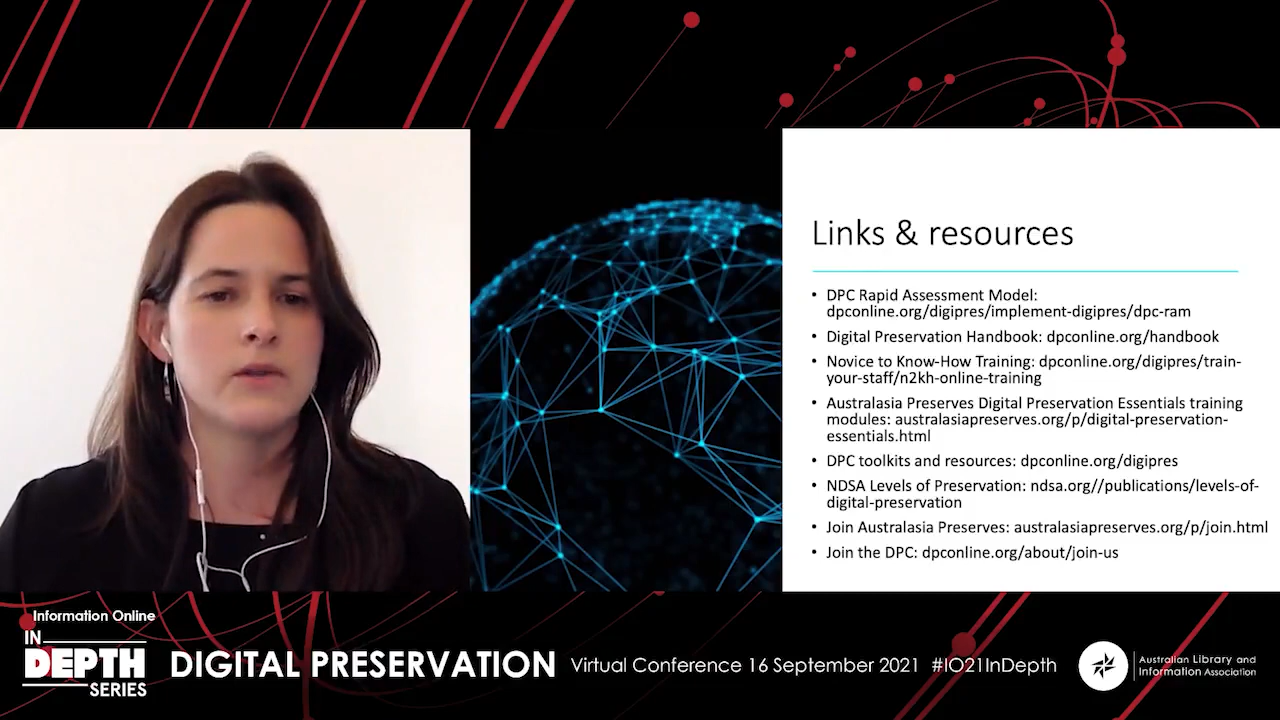 Links & resources
• DPC Rapid Assessment Model:
dpconline.org/digipres/implement-digipres/dpc-ram
• Digital Preservation Handbook: dpconline.org/handbook
• Novice to Know-How Training: dpconline.org/digipres/train-
your-staff/n2kh-online-training
• Australasia Preserves Digital Preservation Essentials training
modules: australasiapreserves.org/p/digital-preservation-
essentials.html
• DPC toolkits and resources: dpconline.org/digipres
• NDSA Levels of Preservation: ndsa.org//publications/levels-of-
digital-preservation
• Join Australasia Preserves: australasiapreserves.org/p/join.html
• Join the DPC: dpconline.org/about/join-us
Information Online
IN
DEPTH
SERIES
DIGITAL PRESERVATION Virtual Conference 16 September 2021 #IO21InDepth
Australian Library and
Information Association